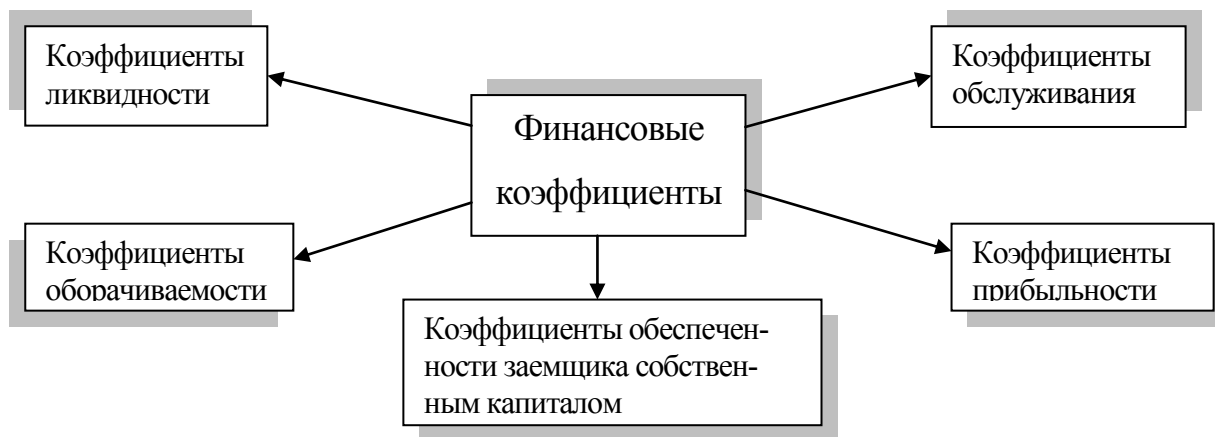 Коэффициенты
ликвидности
Финансовые
коэффициенты
Коэффициенты
обслуживания
Коэффициенты
оборачиваемости
Коэффициенты обеспечен-
ности заемщика собствен-
ным капиталом
Коэффициенты
прибыльности